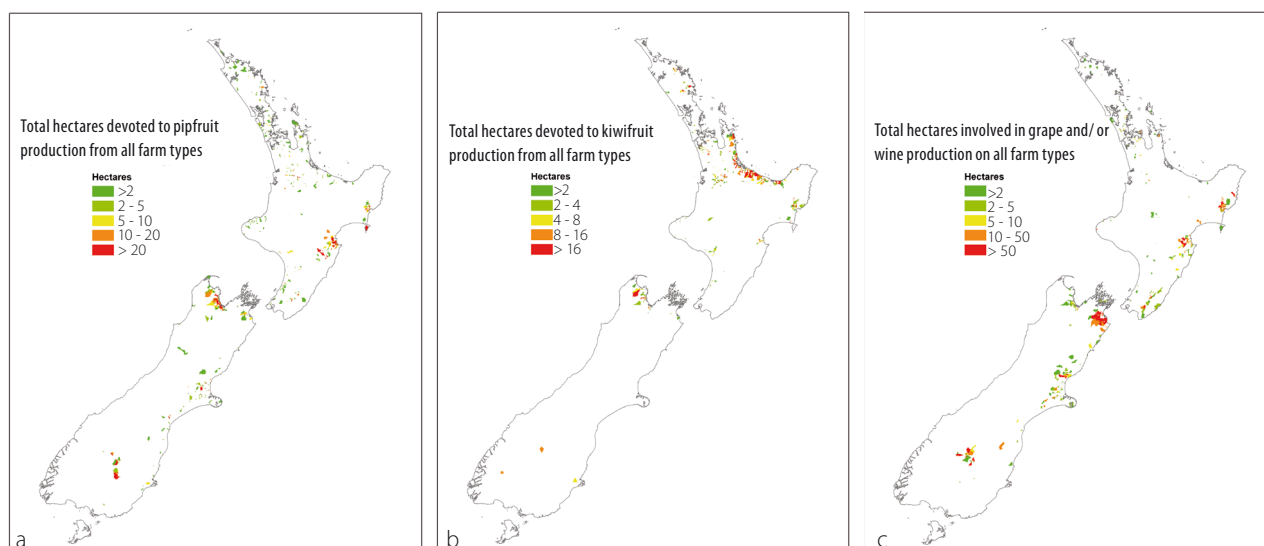 Total hectares devoted to pipfruit
production from all farm types
Hectares
>2
2 - 5
5 - 10
10 - 20
> 20
a
Total hectares devoted to kiwifruit
production from all farm types
Hectares
>2
2 - 4
4 - 8
8 - 16
> 16
b
Total hectares involved in grape and/ or
wine production on all farm types
Hectares
>2
2 - 5
5 - 10
10 - 50
> 50
c